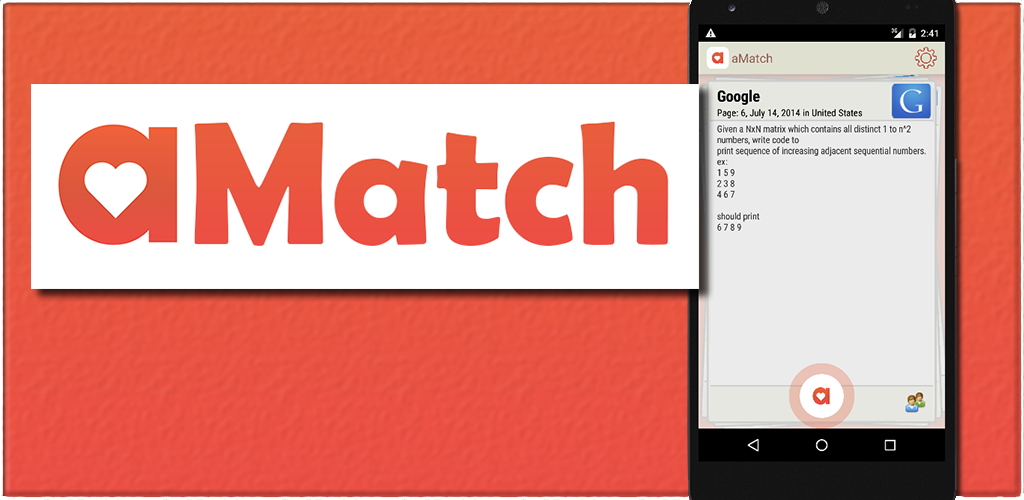 aMatch
3G 2:41
a aMatch
Google
G
Page: 6, July 14, 2014 in United States
Given a NxN matrix which contains all distinct 1 to n^2
numbers, write code to
print sequence of increasing adjacent sequential numbers.
ex:
1 5 9
2 3 8
4 6 7
should print
6 7 8 9
a